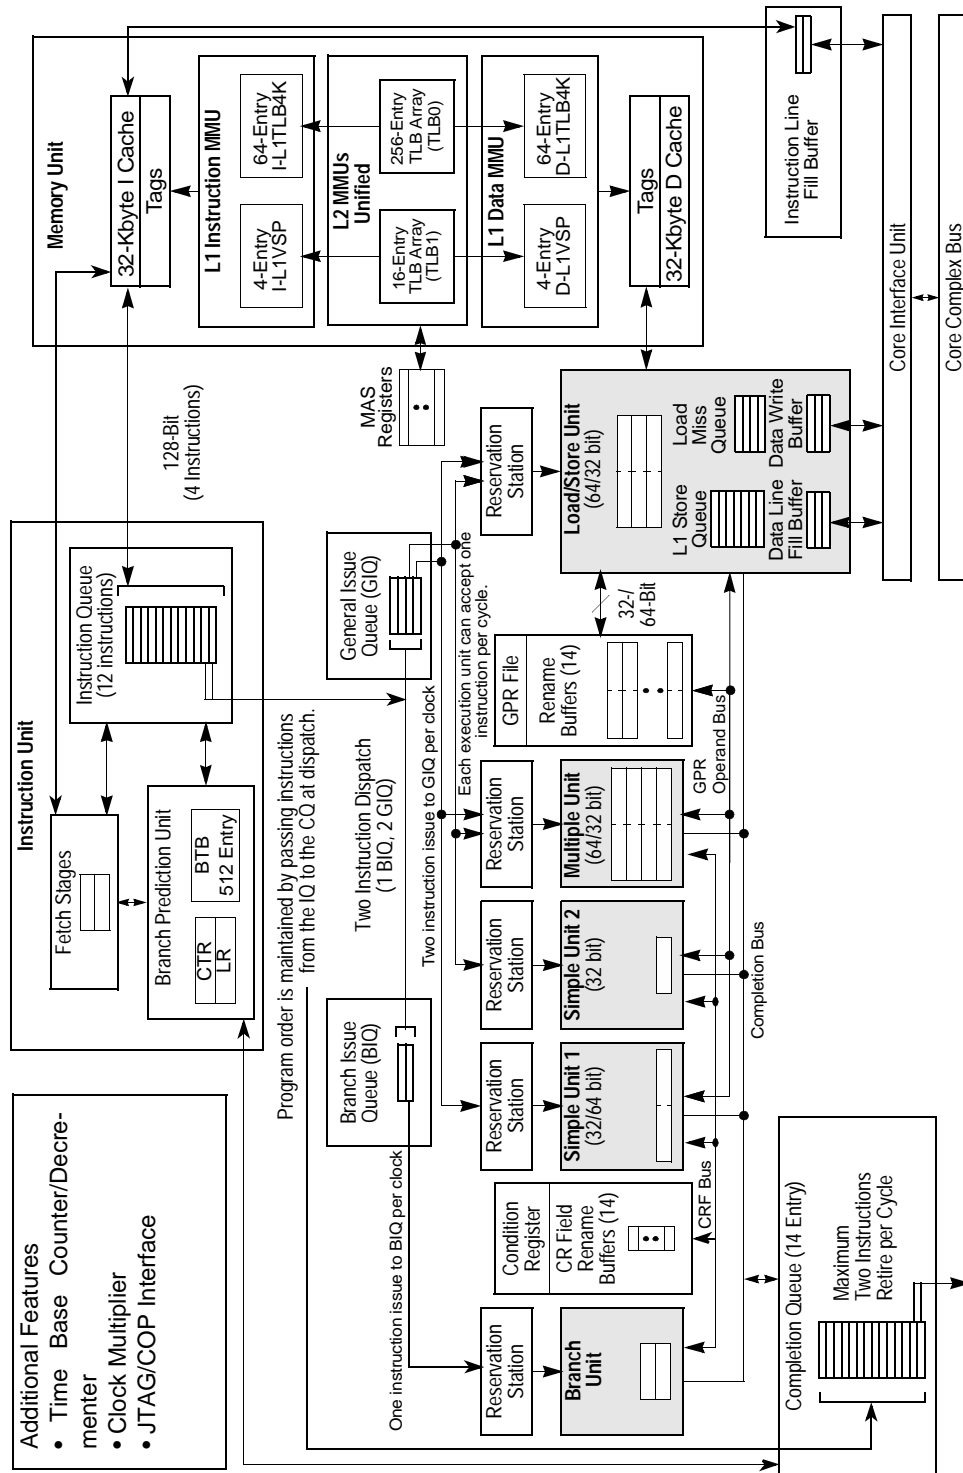 Additional Features
• Time Base Counter/Decre-
menter
• Clock Multiplier
• JTAG/COP Interface
Instruction Unit
Fetch Stages
Branch Prediction Unit
CTR
LR
BTB
512 Entry
Instruction Queue
(12 instructions)
128-Bit
(4 Instructions)
Memory Unit
32-Kbyte I Cache
Tags
L1 Instruction MMU
4-Entry
I-L1VSP
64-Entry
I-L1TLB4K
L2 MMUs
Unified
16-Entry
TLB Array
(TLB1)
256-Entry
TLB Array
(TLB0)
L1 Data MMU
4-Entry
D-L1VSP
64-Entry
D-L1TLB4K
Tags
32-Kbyte D Cache
MAS
Registers
Program order is maintained by passing instructions
from the IQ to the CQ at dispatch.
Branch Issue
Queue (BIQ)
Two Instruction Dispatch
(1 BIQ, 2 GIQ)
General Issue
Queue (GIQ)
One instruction issue to BIQ per clock
Two instruction issue to GIQ per clock
Each execution unit can accept one
instruction per cycle.
Reservation
Station
Reservation
Station
Reservation
Station
Reservation
Station
Reservation
Station
Branch
Unit
Condition
Register
CR Field
Rename
Buffers (14)
CRF Bus
Simple Unit 1
(32/64 bit)
Simple Unit 2
(32 bit)
Multiple Unit
(64/32 bit)
GPR File
Rename
Buffers (14)
32-/
64-Bit
GPR
Operand Bus
Completion Bus
Load/Store Unit
(64/32 bit)
L1 Store
Queue
Load
Miss
Queue
Data Line
Fill Buffer
Data Write
Buffer
Instruction Line
Fill Buffer
Completion Queue (14 Entry)
Maximum
Two Instructions
Retire per Cycle
Core Interface Unit
Core Complex Bus